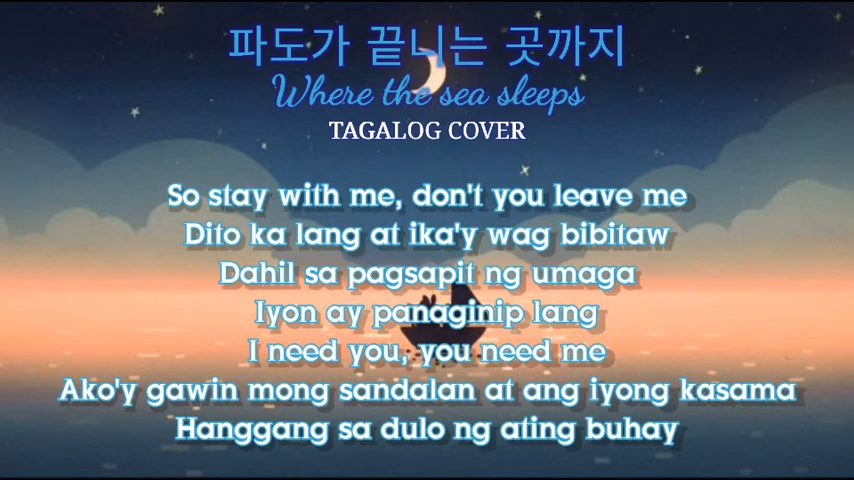 파도가 끝나는 곳까지
Where the sea sleeps
TAGALOG COVER
So stay with me, don't you leave me
Dito ka lang at ika'y wag bibitaw
Dahil sa pagsapit ng umaga
Iyon ay panaginip lang
I need you, you need me
Ako'y gawin mong sandalan at ang iyong kasama
Hanggang sa dulo ng ating buhay